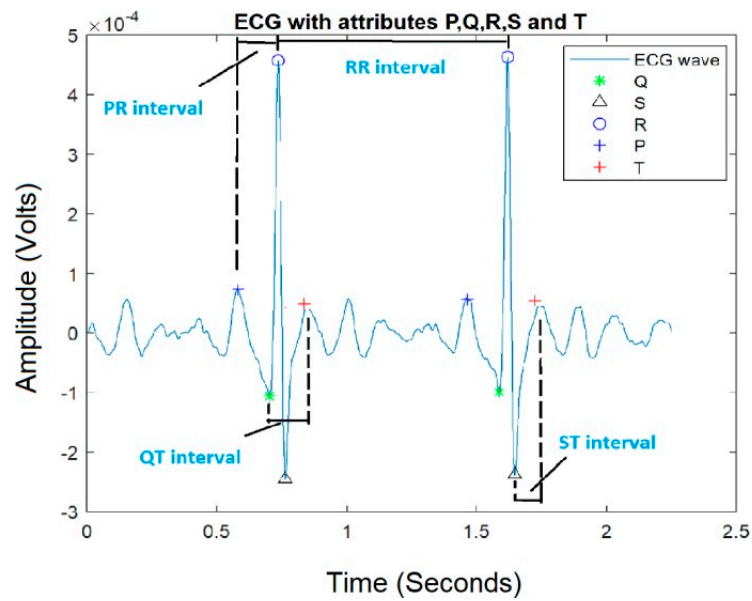 ECG with attributes P,Q,R,S and T
×10⁻⁴
5
4
3
2
1
0
-1
-2
-3
Amplitude (Volts)
0
0.5
1
1.5
2
2.5
Time (Seconds)
PR interval
RR interval
QT interval
ST interval
ECG wave
Q
S
R
P
T